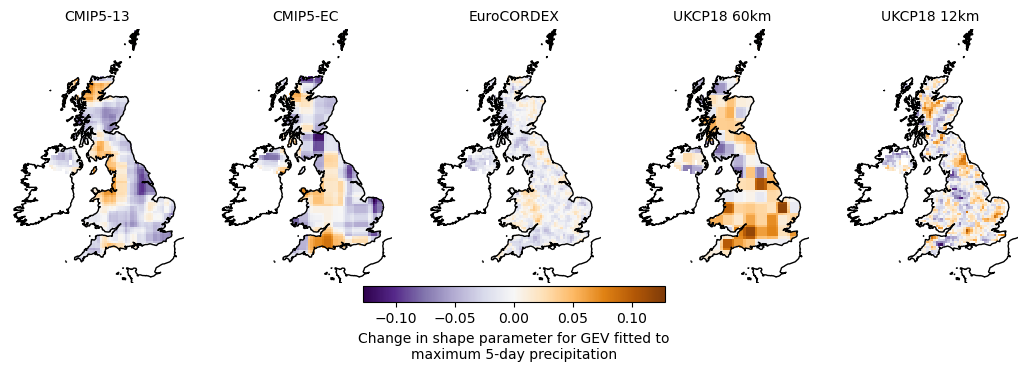 CMIP5-13 CMIP5-EC EuroCORDEX UKCP18 60km UKCP18 12km
−0.10 −0.05 0.00 0.05 0.10
Change in shape parameter for GEV fitted to
maximum 5-day precipitation